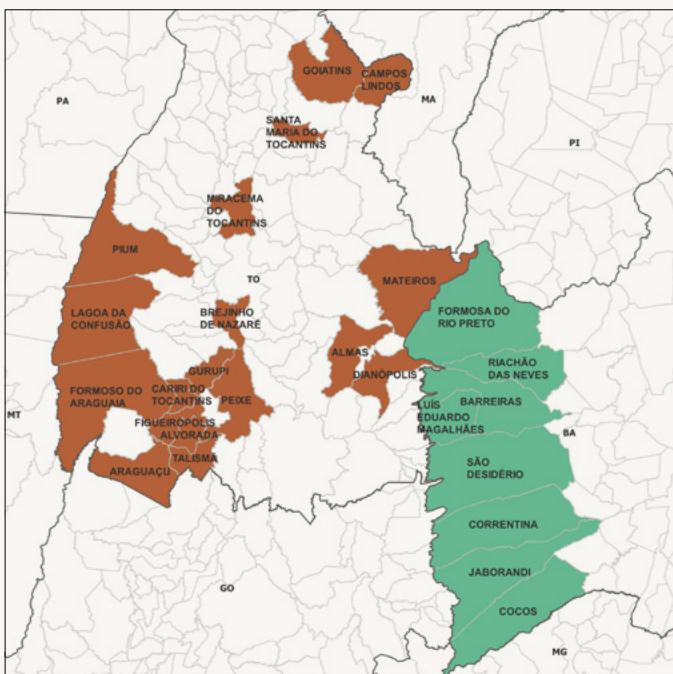 GOIATINS
CAMPOS
LINDOS
PA
MA
SANTA
MARIA DO
TOCANTINS
PI
MIRACEMA
DO
TOCANTINS
PIUM
TO
MATEIROS
LAGOA DA
CONFUSÃO
BREJINHO
DE NAZARÉ
FORMOSA DO
RIO PRETO
ALMAS
GURUPI
DIANÓPOLIS
RIACHÃO
DAS NEVES
FORMOSO DO
ARAGUAIA
CARIRI DO
TOCANTINS
PEIXE
BARREIRAS
MT
LUÍS
EDUARDO
MAGALHÃES
FIGUEIRÓPOLIS
ALVORADA
BA
TALISMÃ
ARAGUAÇU
SÃO
DESIDÉRIO
CORRENTINA
JABORANDI
GO
COCOS
MG